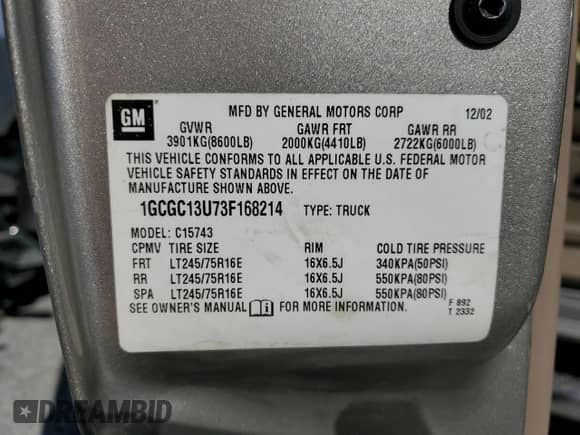 GM
MFD BY GENERAL MOTORS CORP 12/02
GVWR GAWR FRT GAWR RR
3901KG(8600LB) 2000KG(4410LB) 2722KG(6000LB)
THIS VEHICLE CONFORMS TO ALL APPLICABLE U.S. FEDERAL MOTOR
VEHICLE SAFETY STANDARDS IN EFFECT ON THE DATE OF
MANUFACTURE SHOWN ABOVE.
1GCGC13U73F168214 TYPE: TRUCK
MODEL: C15743
CPMV TIRE SIZE RIM COLD TIRE PRESSURE
FRT LT245/75R16E 16X6.5J 340KPA(50PSI)
RR LT245/75R16E 16X6.5J 550KPA(80PSI)
SPA LT245/75R16E 16X6.5J 550KPA(80PSI)
SEE OWNER'S MANUAL FOR MORE INFORMATION.
F 892
T 2332
DREAMBID